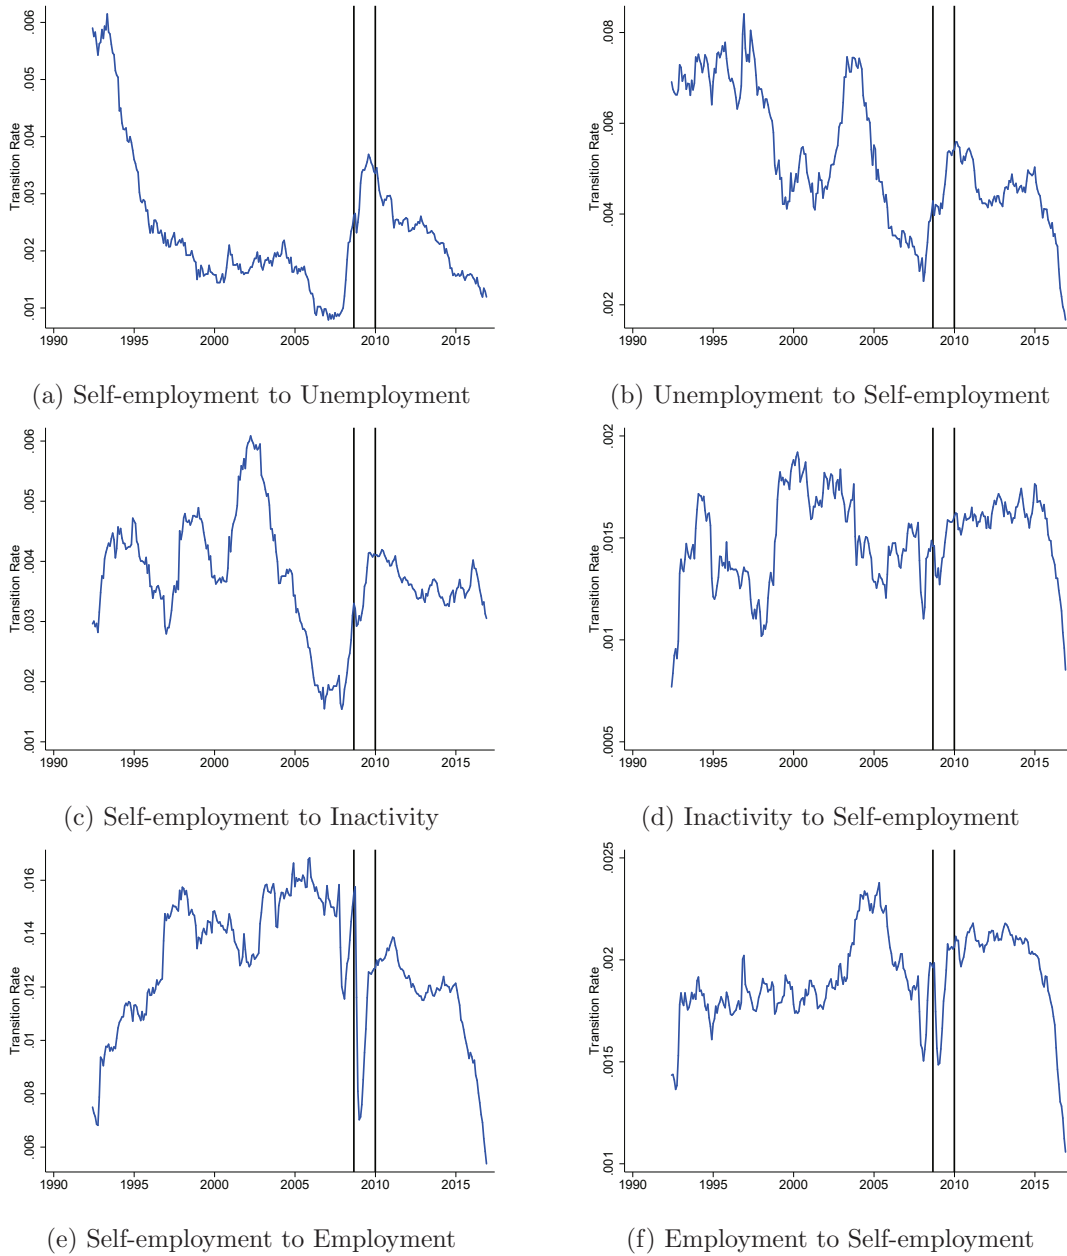 Transition Rate
.001 .002 .003 .004 .005 .006
1990 1995 2000 2005 2010 2015
(a) Self-employment to Unemployment
Transition Rate
.002 .004 .006 .008
1990 1995 2000 2005 2010 2015
(b) Unemployment to Self-employment
Transition Rate
.001 .002 .003 .004 .005 .006
1990 1995 2000 2005 2010 2015
(c) Self-employment to Inactivity
Transition Rate
.0005 .001 .0015 .002
1990 1995 2000 2005 2010 2015
(d) Inactivity to Self-employment
Transition Rate
.006 .008 .01 .012 .014 .016
1990 1995 2000 2005 2010 2015
(e) Self-employment to Employment
Transition Rate
.001 .0015 .002 .0025
1990 1995 2000 2005 2010 2015
(f) Employment to Self-employment